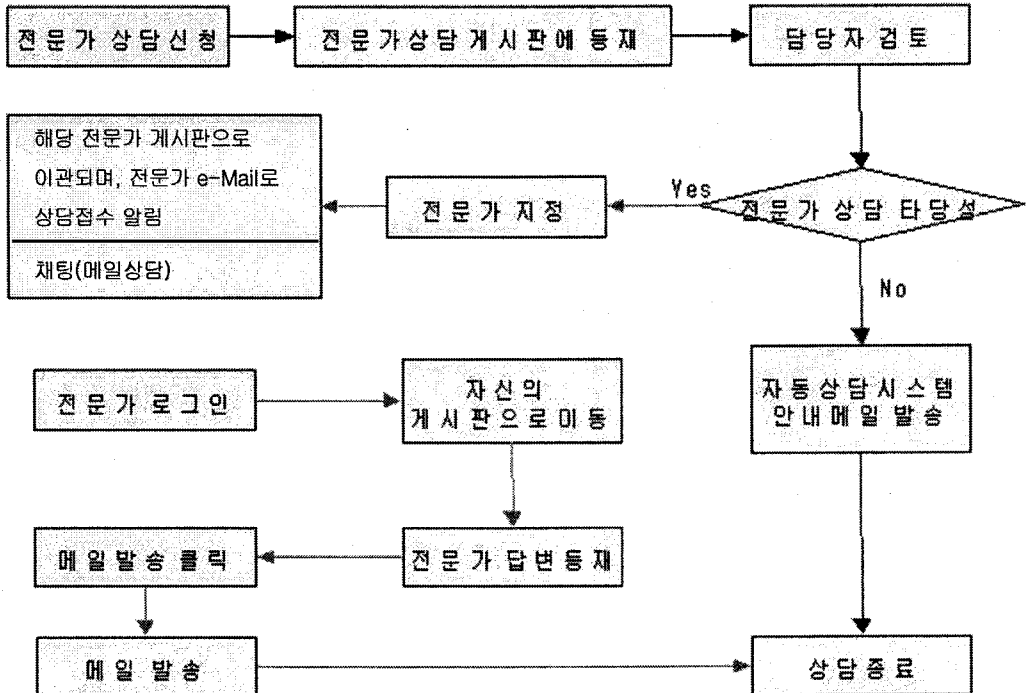 전문가 상담신청
전문가상담 게시판에 등재
담당자검토
해당 전문가 게시판으로
이관되며, 전문가 e-Mail로
상담접수 알림
채팅(메일상담)
전문가지정
Yes
전문가 상담 타당성
No
전문가로그인
자신의
게시판으로이동
자동상담시스템
안내메일 발송
메일발송 클릭
전문가답변등재
메일 발송
상담종료